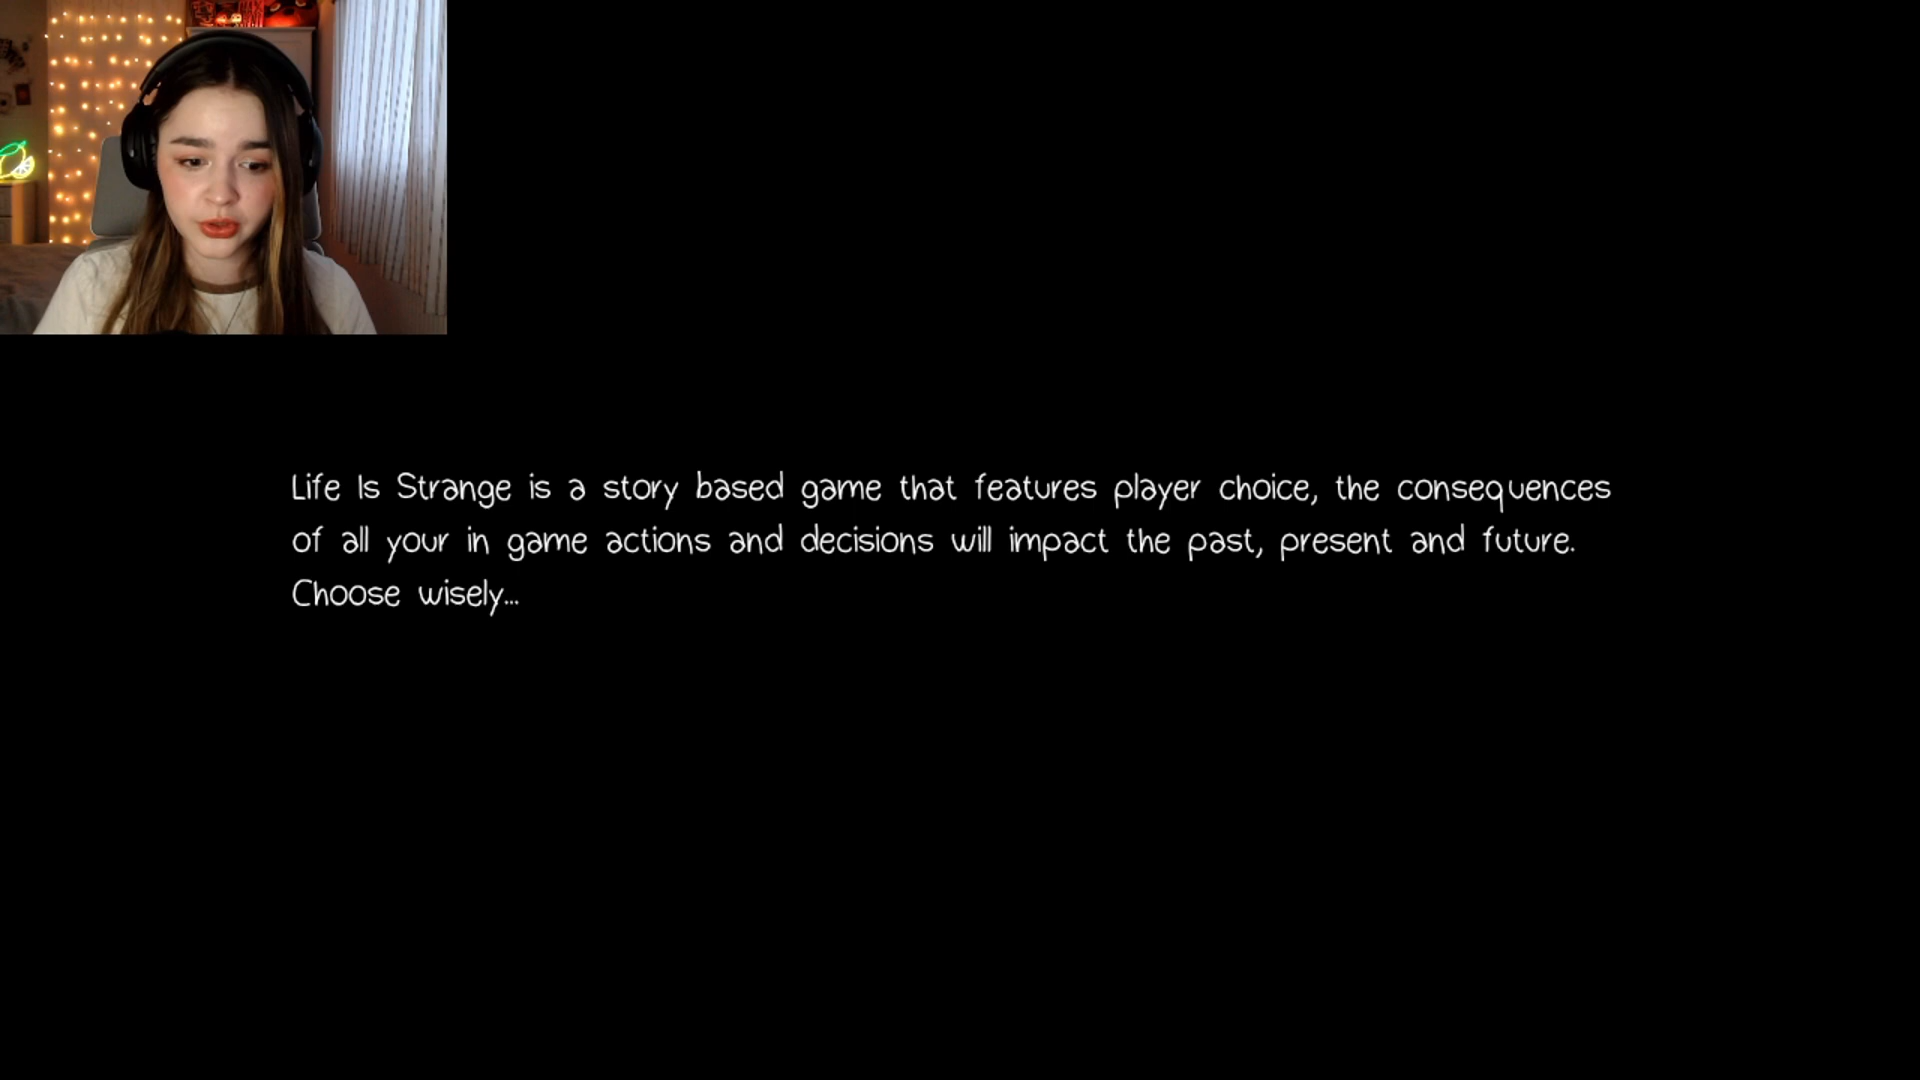 Life Is Strange is a story based game that features player choice, the consequences
of all your in game actions and decisions will impact the past, present and future.
Choose wisely...